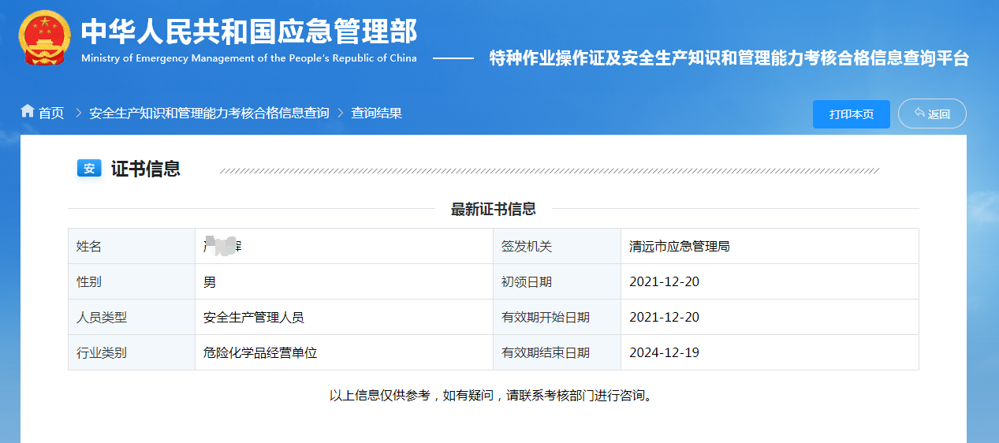 中华人民共和国应急管理部
Ministry of Emergency Management of the People's Republic of China
特种作业操作证及安全生产知识和管理能力考核合格信息查询平台
首页 > 安全生产知识和管理能力考核合格信息查询 > 查询结果
打印本页 返回
安 证书信息
最新证书信息
姓名 签发机关 清远市应急管理局
性别 男 初领日期 2021-12-20
人员类型 安全生产管理人员 有效期开始日期 2021-12-20
行业类别 危险化学品经营单位 有效期结束日期 2024-12-19
以上信息仅供参考，如有疑问，请联系考核部门进行咨询。